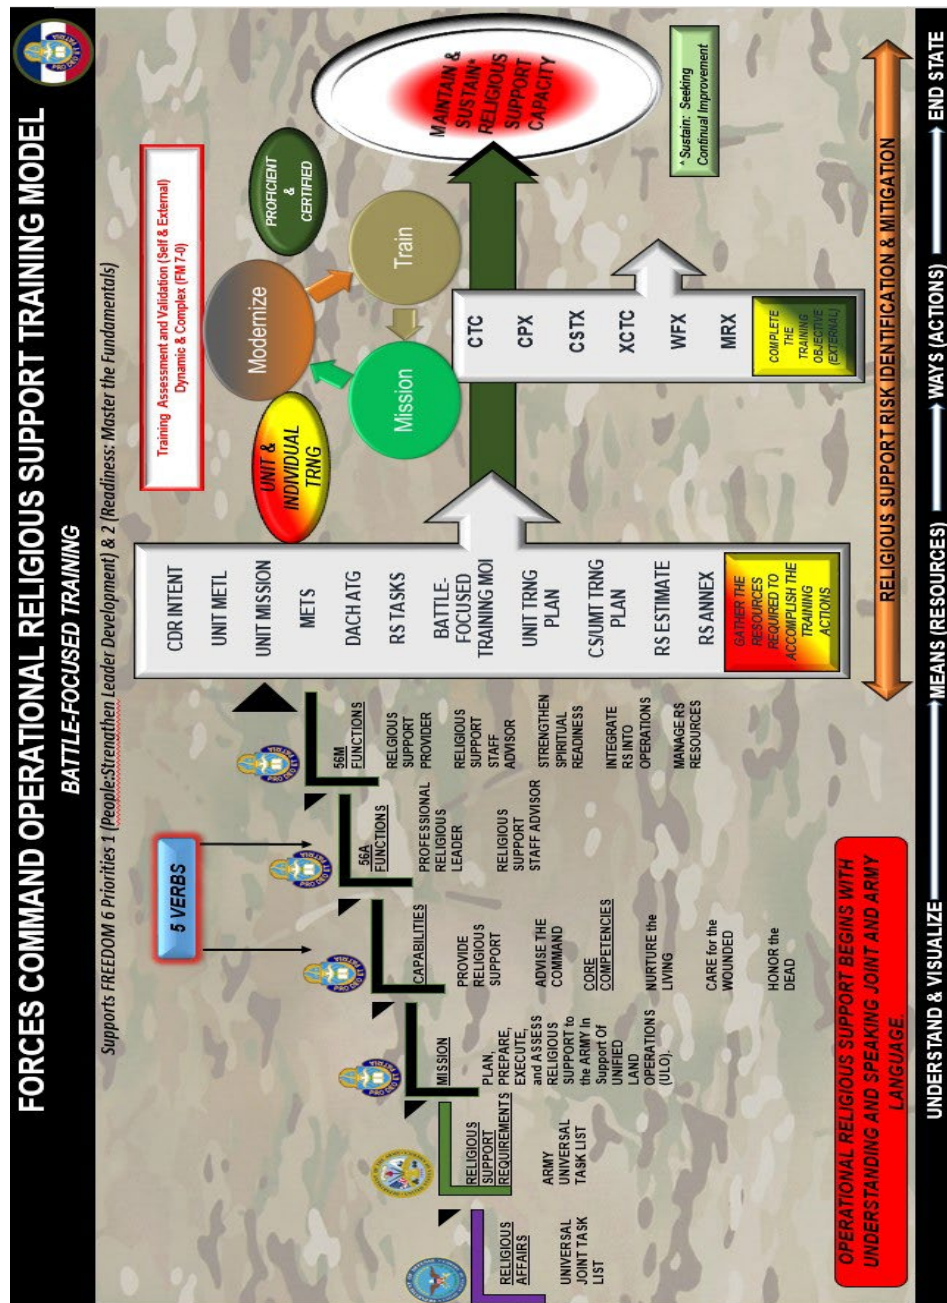 FORCES COMMAND OPERATIONAL RELIGIOUS SUPPORT TRAINING MODEL
BATTLE-FOCUSED TRAINING
Supports FREEDOM 6 Priorities 1 (People:Strengthen Leader Development) & 2 (Readiness: Master the Fundamentals)
5 VERBS
RELIGIOUS
AFFAIRS
UNIVERSAL
JOINT TASK
LIST
RELIGIOUS
SUPPORT
REQUIREMENTS
ARMY
UNIVERSAL
TASK LIST
MISSION
PLAN,
PREPARE,
EXECUTE,
and ASSESS
RELIGIOUS
SUPPORT to
the ARMY In
Support Of
UNIFIED
LAND
OPERATIONS
(ULO).
CAPABILITIES
PROVIDE
RELIGIOUS
SUPPORT
ADVISE THE
COMMAND
CORE
COMPETENCIES
NURTURE the
LIVING
CARE for the
WOUNDED
HONOR the
DEAD
56A
FUNCTIONS
PROFESSIONAL
RELIGIOUS
LEADER
RELIGIOUS
SUPPORT
STAFF ADVISOR
56M
FUNCTIONS
RELIGIOUS
SUPPORT
PROVIDER
RELIGIOUS
SUPPORT
STAFF
ADVISOR
STRENGTHEN
SPIRITUAL
READINESS
INTEGRATE
RS INTO
OPERATIONS
MANAGE RS
RESOURCES
CDR INTENT
UNIT METL
UNIT MISSION
METS
DACH ATG
RS TASKS
BATTLE-
FOCUSED
TRAINING MOI
UNIT TRNG
PLAN
CS/UMT TRNG
PLAN
RS ESTIMATE
RS ANNEX
GATHER THE
RESOURCES
REQUIRED TO
ACCOMPLISH THE
TRAINING
ACTIONS
Training Assessment and Validation (Self & External)
Dynamic & Complex (FM 7-0)
UNIT &
INDIVIDUAL
TRNG
PROFICIENT
&
CERTIFIED
Modernize
Mission
Train
CTC
CPX
CSTX
XCTC
WFX
MRX
COMPLETE
THE
TRAINING
OBJECTIVE
(EXTERNAL)
MAINTAIN &
SUSTAIN*
RELIGIOUS
SUPPORT
CAPACITY
* Sustain: Seeking
Continual Improvement
OPERATIONAL RELIGIOUS SUPPORT BEGINS WITH
UNDERSTANDING AND SPEAKING JOINT AND ARMY
LANGUAGE.
RELIGIOUS SUPPORT RISK IDENTIFICATION & MITIGATION
UNDERSTAND & VISUALIZE MEANS (RESOURCES) WAYS (ACTIONS) END STATE